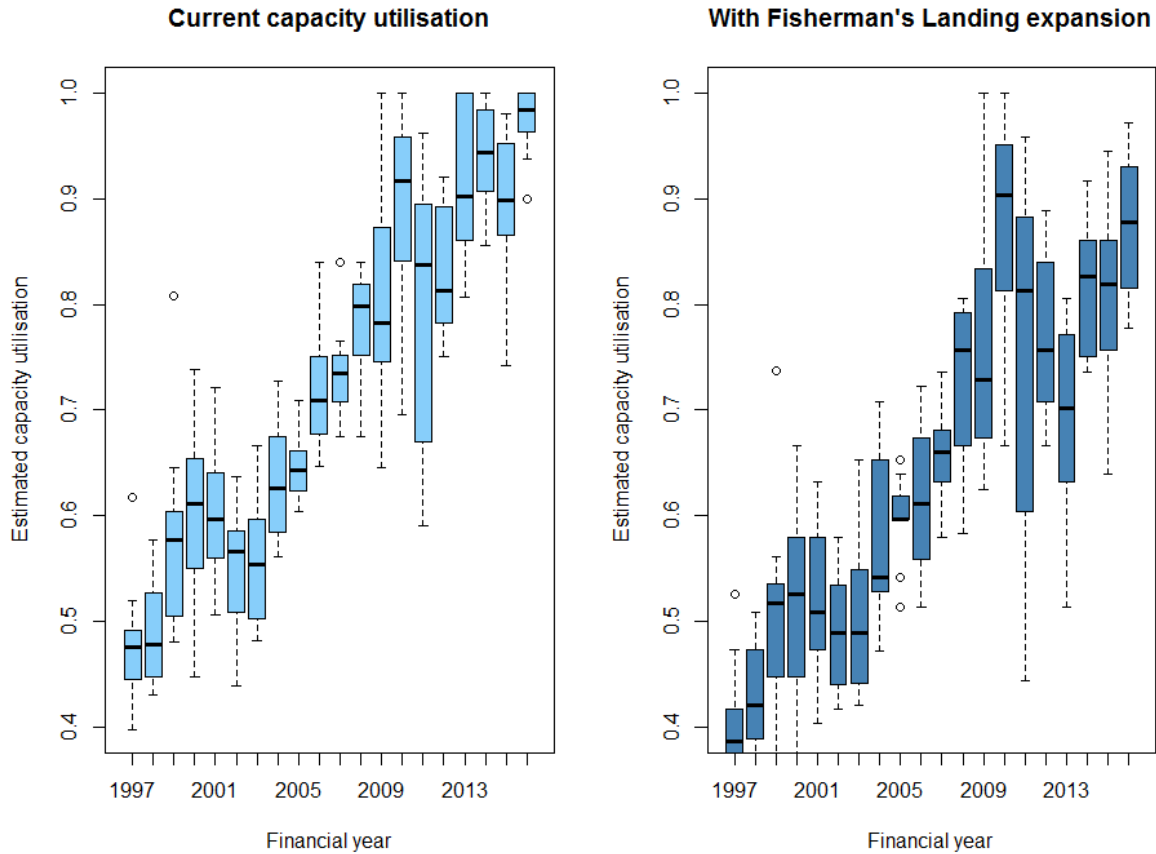 Current capacity utilisation
Estimated capacity utilisation
1.0
0.9
0.8
0.7
0.6
0.5
0.4
1997 2001 2005 2009 2013
Financial year
With Fisherman's Landing expansion
Estimated capacity utilisation
1.0
0.9
0.8
0.7
0.6
0.5
0.4
1997 2001 2005 2009 2013
Financial year